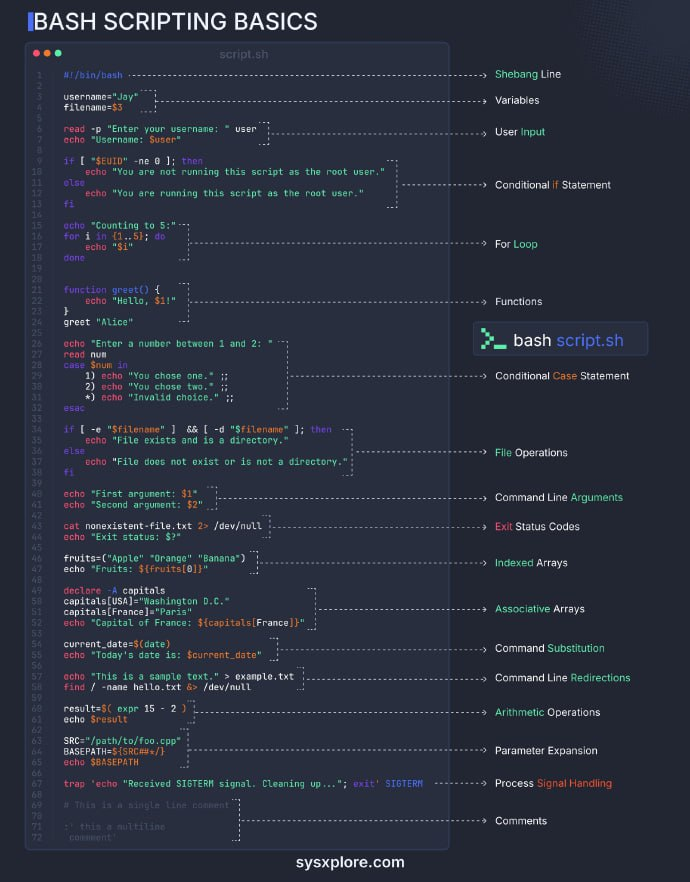 BASH SCRIPTING BASICS
script.sh
1 #!/bin/bash
Shebang Line
2
3 username="Jay"
4 filename=$3
Variables
5
6 read -p "Enter your username: " user
7 echo "Username: $user"
User Input
8
9 if [ "$EUID" -ne 0 ]; then
10 echo "You are not running this script as the root user."
11 else
12 echo "You are running this script as the root user."
13 fi
Conditional if Statement
14
15 echo "Counting to 5:"
16 for i in {1..5}; do
17 echo "$i"
18 done
For Loop
19
20
21 function greet() {
22 echo "Hello, $1!"
23 }
24 greet "Alice"
Functions
bash script.sh
25
26 echo "Enter a number between 1 and 2: "
27 read num
28 case $num in
29 1) echo "You chose one." ;;
30 2) echo "You chose two." ;;
31 *) echo "Invalid choice." ;;
32 esac
Conditional Case Statement
33
34 if [ -e "$filename" ] && [ -d "$filename" ]; then
35 echo "File exists and is a directory."
36 else
37 echo "File does not exist or is not a directory."
38 fi
File Operations
39
40 echo "First argument: $1"
41 echo "Second argument: $2"
Command Line Arguments
42
43 cat nonexistent-file.txt 2> /dev/null
44 echo "Exit status: $?"
Exit Status Codes
45
46 fruits=("Apple" "Orange" "Banana")
47 echo "Fruits: ${fruits[0]}"
Indexed Arrays
48
49 declare -A capitals
50 capitals[USA]="Washington D.C."
51 capitals[France]="Paris"
52 echo "Capital of France: ${capitals[France]}"
Associative Arrays
53
54 current_date=$(date)
55 echo "Today's date is: $current_date"
Command Substitution
56
57 echo "This is a sample text." > example.txt
58 find / -name hello.txt &> /dev/null
Command Line Redirections
59
60 result=$( expr 15 - 2 )
61 echo $result
Arithmetic Operations
62
63 SRC="/path/to/foo.cpp"
64 BASEPATH=${SRC##*/}
65 echo $BASEPATH
Parameter Expansion
66
67 trap 'echo "Received SIGTERM signal. Cleaning up..."; exit' SIGTERM
Process Signal Handling
68
69 # This is a single line comment
70
71 :' this a multiline
72 comment'
Comments
sysxplore.com